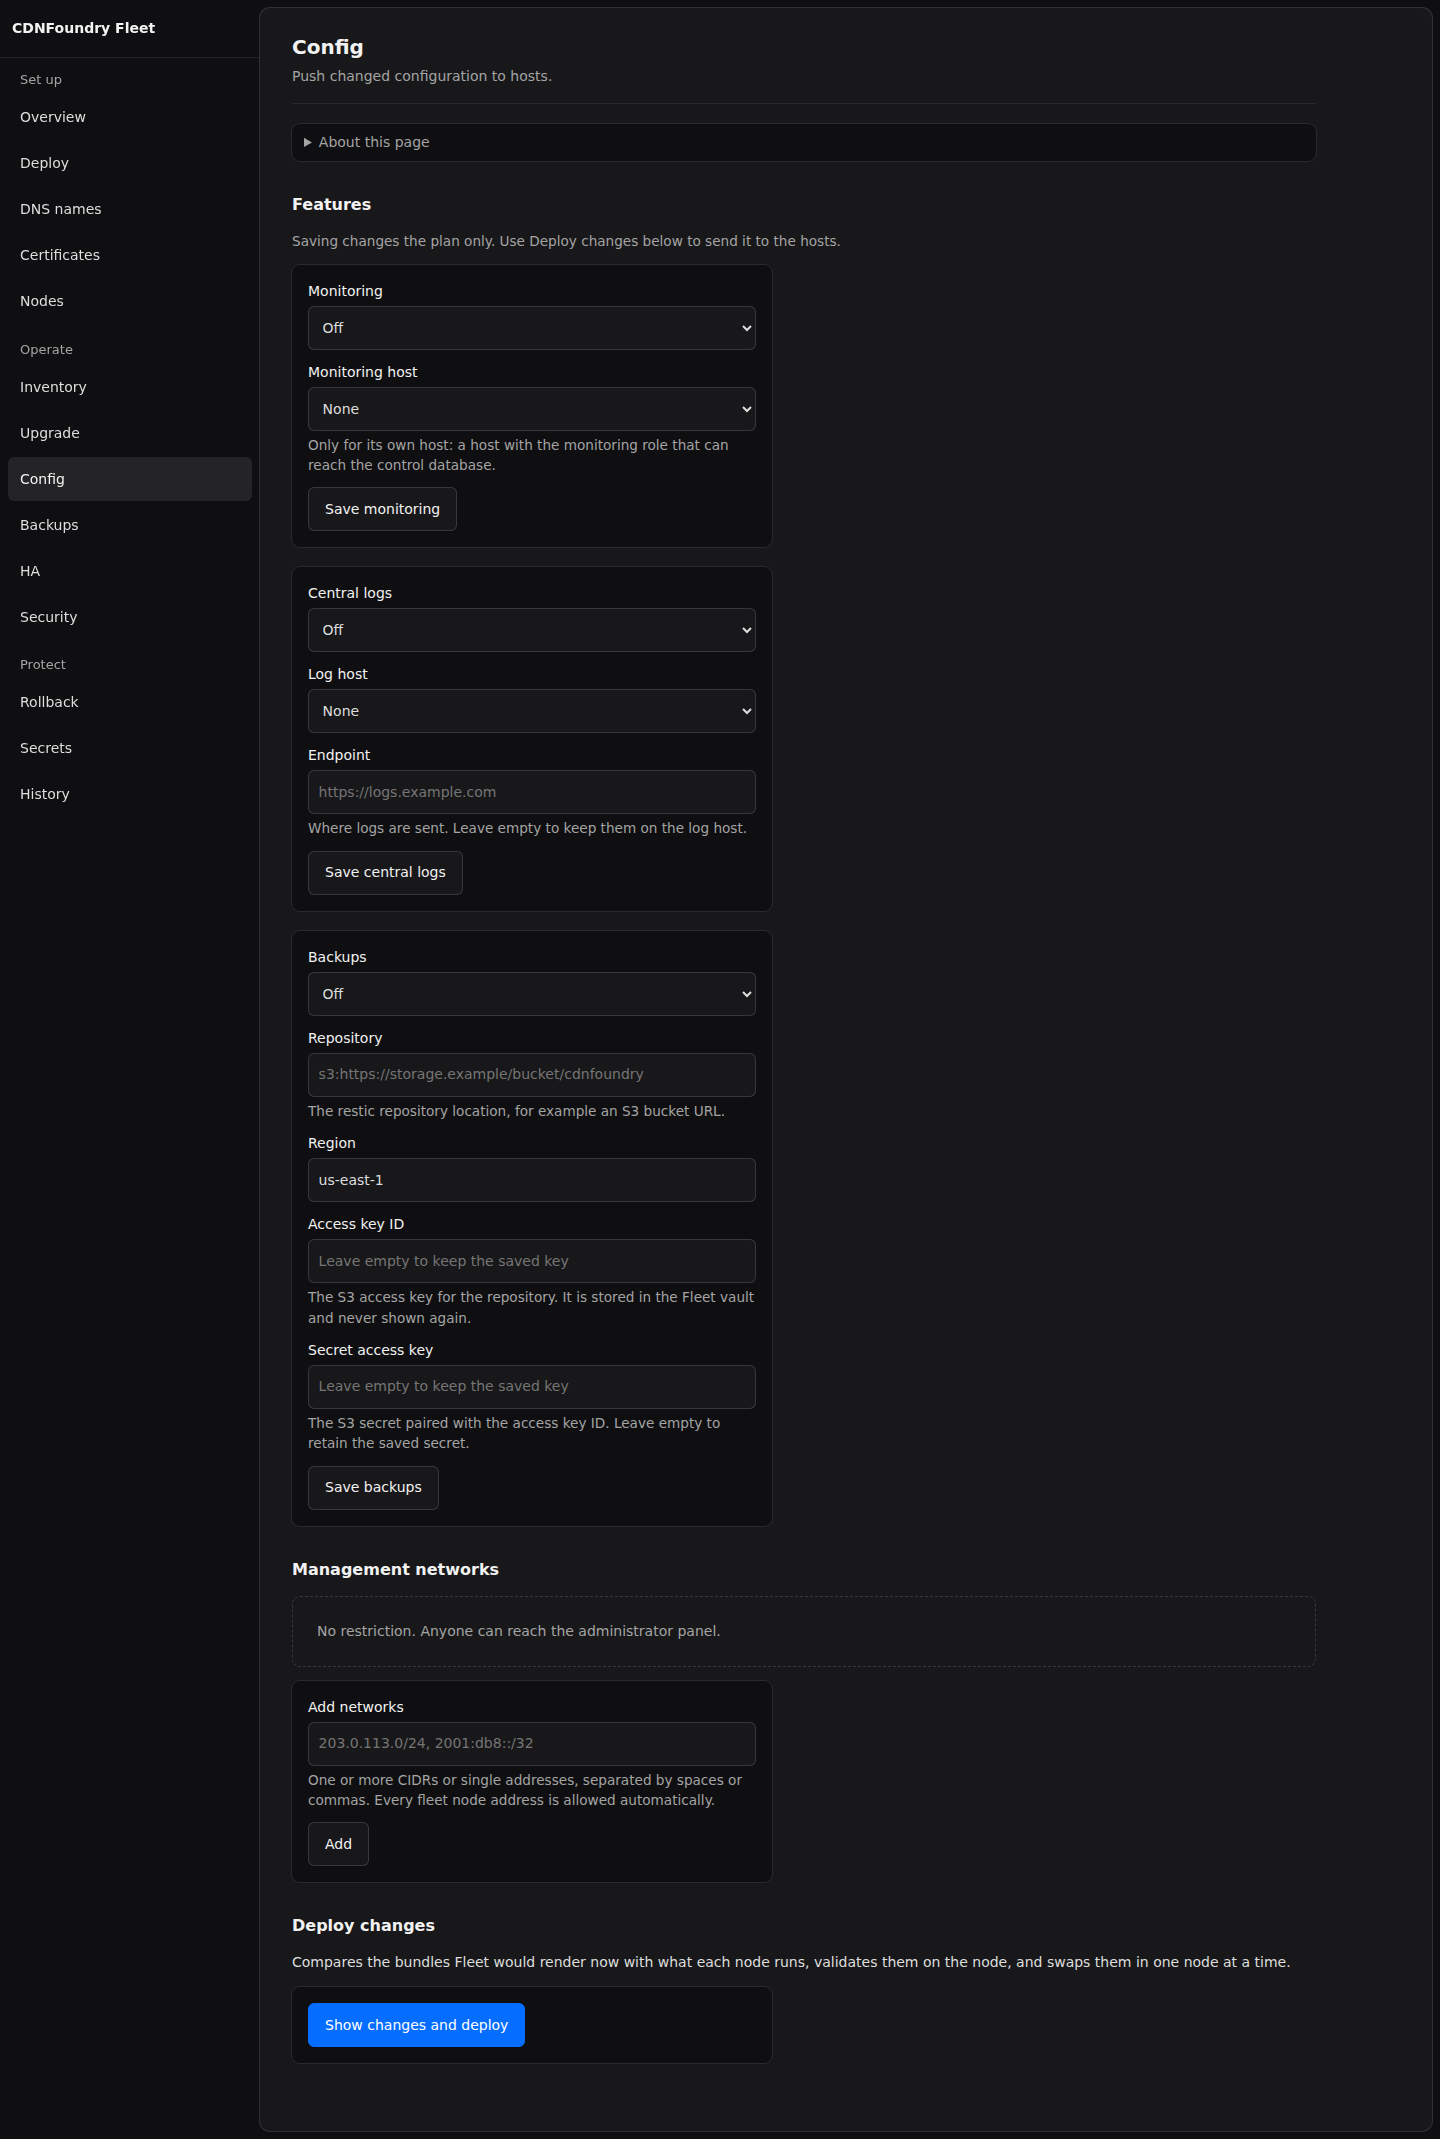 CDNFoundry Fleet
Set up
Overview
Deploy
DNS names
Certificates
Nodes
Operate
Inventory
Upgrade
Config
Backups
HA
Security
Protect
Rollback
Secrets
History
Config
Push changed configuration to hosts.
About this page
Features
Saving changes the plan only. Use Deploy changes below to send it to the hosts.
Monitoring
Off
Monitoring host
None
Only for its own host: a host with the monitoring role that can
reach the control database.
Save monitoring
Central logs
Off
Log host
None
Endpoint
https://logs.example.com
Where logs are sent. Leave empty to keep them on the log host.
Save central logs
Backups
Off
Repository
s3:https://storage.example/bucket/cdnfoundry
The restic repository location, for example an S3 bucket URL.
Region
us-east-1
Access key ID
Leave empty to keep the saved key
The S3 access key for the repository. It is stored in the Fleet vault
and never shown again.
Secret access key
Leave empty to keep the saved key
The S3 secret paired with the access key ID. Leave empty to
retain the saved secret.
Save backups
Management networks
No restriction. Anyone can reach the administrator panel.
Add networks
203.0.113.0/24, 2001:db8::/32
One or more CIDRs or single addresses, separated by spaces or
commas. Every fleet node address is allowed automatically.
Add
Deploy changes
Compares the bundles Fleet would render now with what each node runs, validates them on the node, and swaps them in one node at a time.
Show changes and deploy